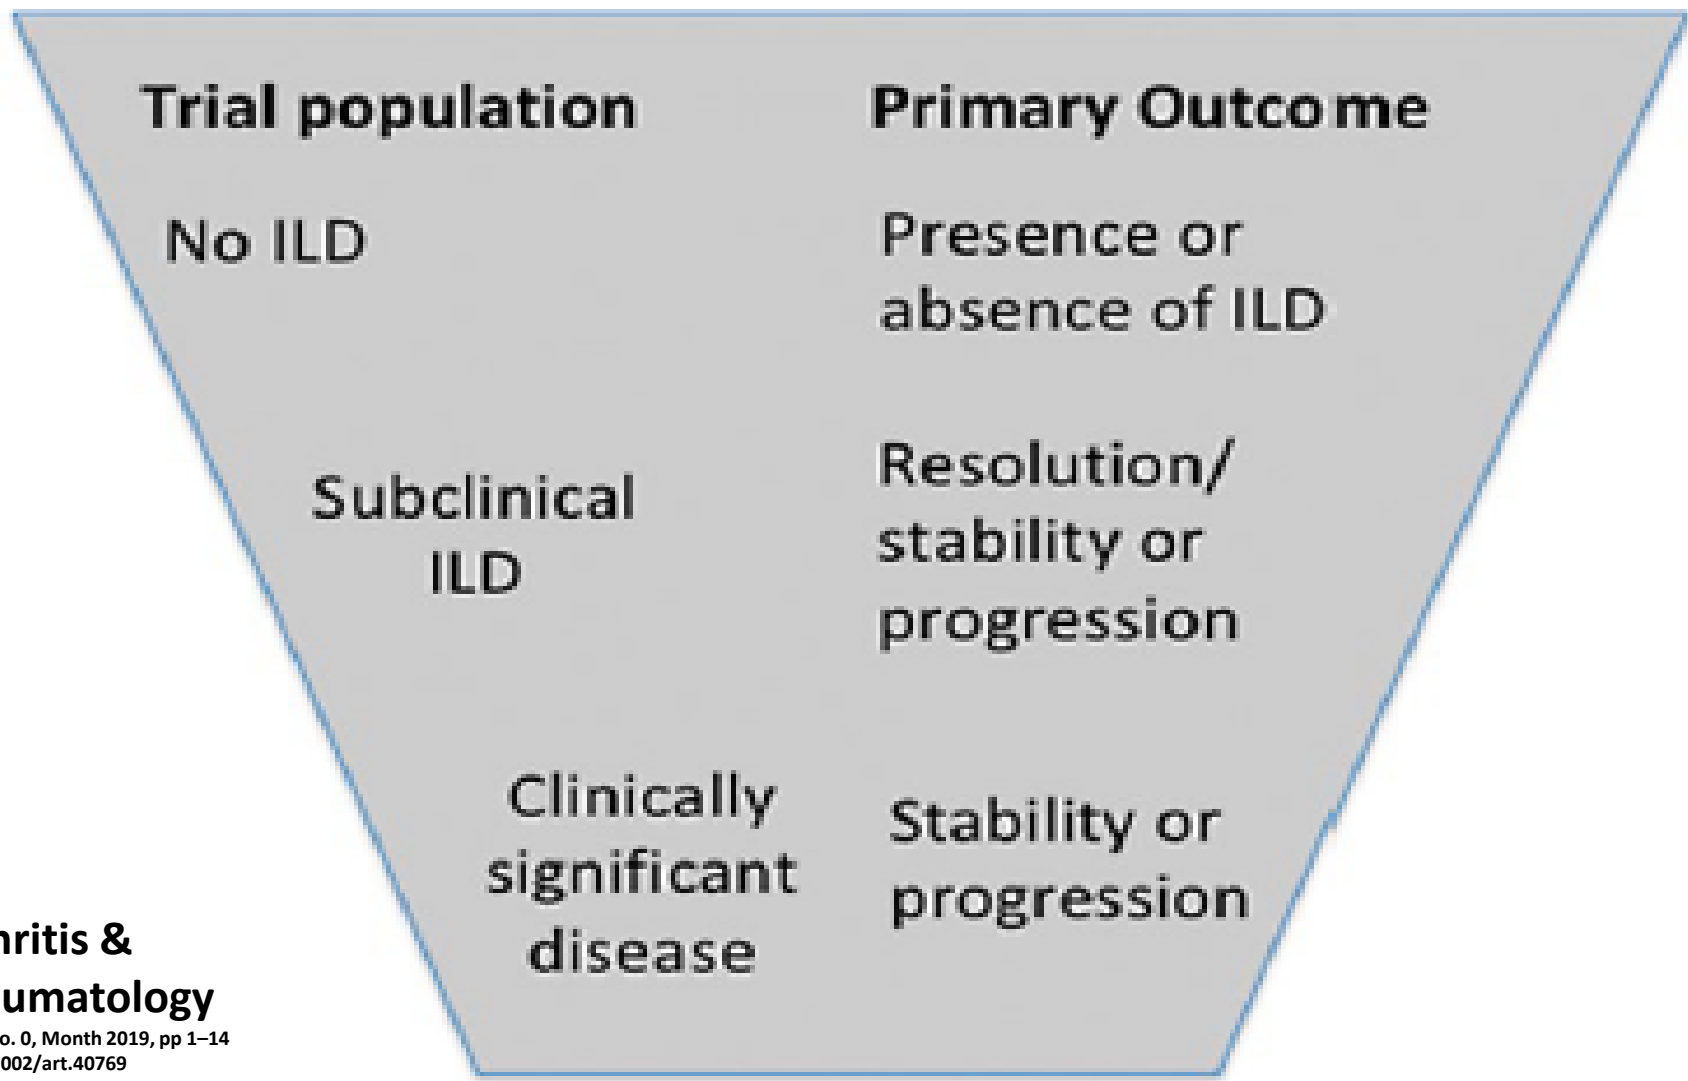 Trial population
Primary Outcome
No ILD
Presence or
absence of ILD
Subclinical
ILD
Resolution/
stability or
progression
Clinically
significant
disease
Stability or
progression
hritis &
umatology
o. 0, Month 2019, pp 1–14
002/art.40769